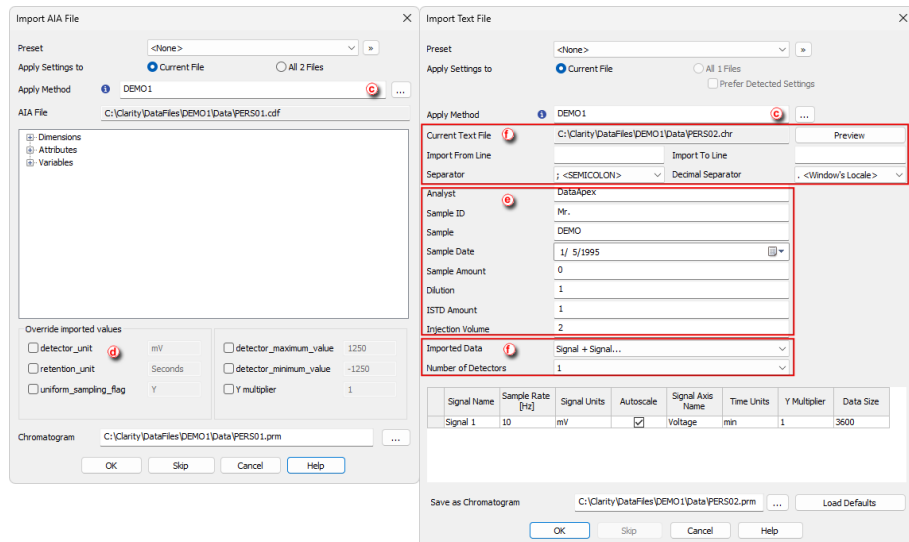 Import AIA File
Preset <None> »
Apply Settings to Current File All 2 Files
Apply Method DEMO1 c ...
AIA File C:\Clarity\DataFiles\DEMO1\Data\PERS01.cdf
Dimensions
Attributes
Variables
Override imported values
detector_unit d mV detector_maximum_value 1250
retention_unit Seconds detector_minimum_value -1250
uniform_sampling_flag Y Y multiplier 1
Chromatogram C:\Clarity\DataFiles\DEMO1\Data\PERS01.prm ...
OK Skip Cancel Help
Import Text File
Preset <None> »
Apply Settings to Current File All 1 Files
Prefer Detected Settings
Apply Method DEMO1 c ...
Current Text File f C:\Clarity\DataFiles\DEMO1\Data\PERS02.chr Preview
Import From Line Import To Line
Separator ; <SEMICOLON> Decimal Separator . <Window's Locale>
Analyst e DataApex
Sample ID Mr.
Sample DEMO
Sample Date 1/ 5/1995
Sample Amount 0
Dilution 1
ISTD Amount 1
Injection Volume 2
Imported Data f Signal + Signal...
Number of Detectors 1
Signal Name Sample Rate [Hz] Signal Units Autoscale Signal Axis Name Time Units Y Multiplier Data Size
Signal 1 10 mV Voltage min 1 3600
Save as Chromatogram C:\Clarity\DataFiles\DEMO1\Data\PERS02.prm ... Load Defaults
OK Skip Cancel Help